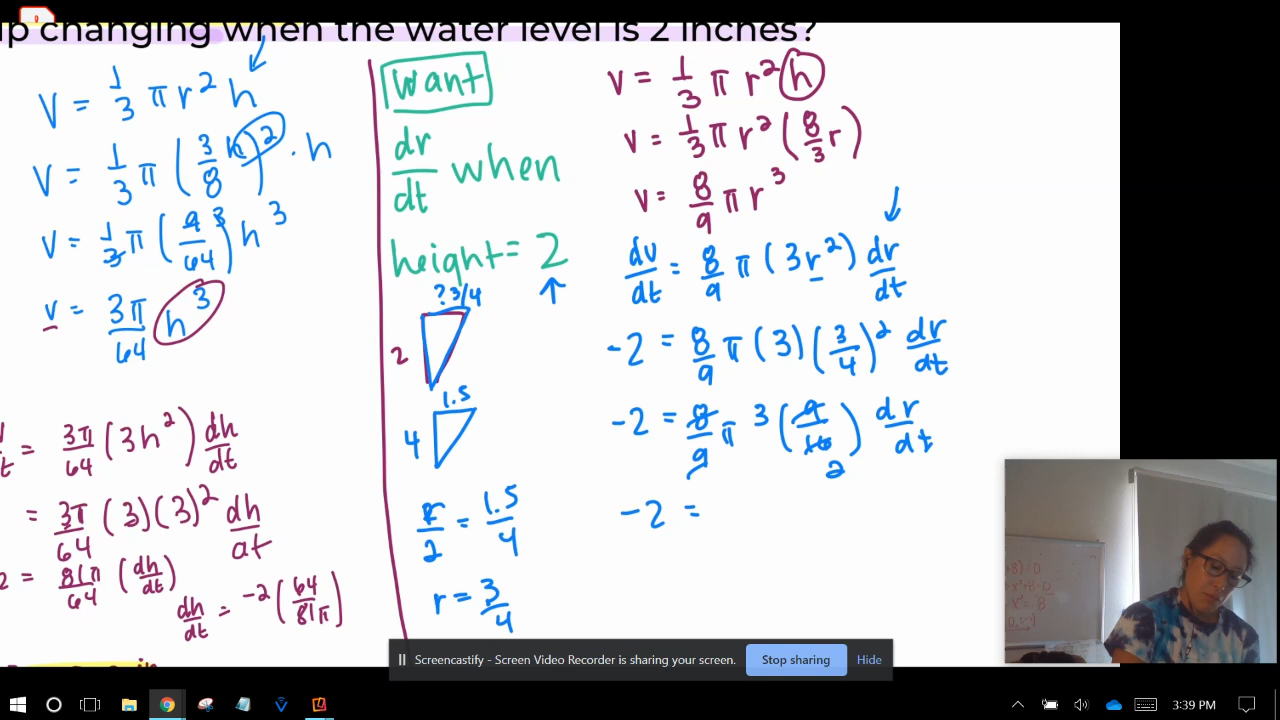 p changing when the water level is 2 inches?
V = 1/3 π r² h
V = 1/3 π (3/8 h)² · h
V = 1/3 π (9 3/64) h³
V = 3π/64 h³
= 3π/64 (3h²) dh/dt
= 3π/64 (3)(3)² dh/dt
2 = 81π/64 (dh/dt)
dh/dt = -2 (64/81π)
Want
dr/dt when
height = 2
? 3/4
2
1.5
4
r/2 = 1.5/4
r = 3/4
V = 1/3 π r² h
V = 1/3 π r² (8/3 r)
V = 8/9 π r³
dv/dt = 8/9 π (3r²) dr/dt
-2 = 8/9 π (3) (3/4)² dr/dt
-2 = 8/9 π 3 (9/16) dr/dt
2
-2 =
Screencastify - Screen Video Recorder is sharing your screen.
Stop sharing
Hide
3:39 PM